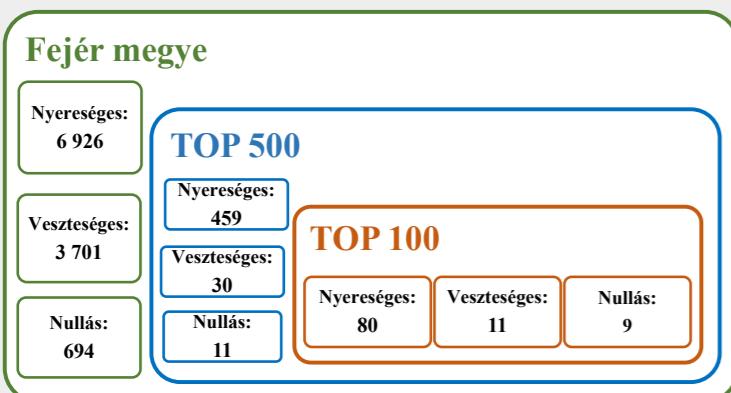 Fejér megye
Nyereséges:
6 926
Veszteséges:
3 701
Nullás:
694
TOP 500
Nyereséges:
459
Veszteséges:
30
Nullás:
11
TOP 100
Nyereséges:
80
Veszteséges:
11
Nullás:
9